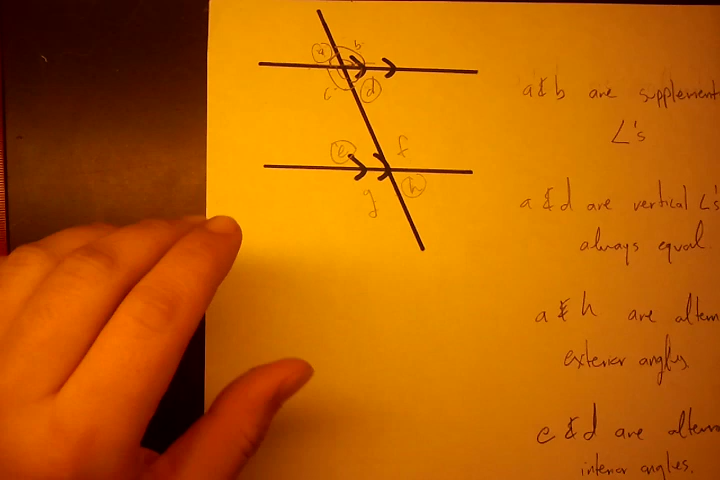 a b
c d
e f
g h
a & b are supplement
∠'s
a & d are vertical ∠'s
always equal.
a & h are altern
exterior angles.
e & d are altern
interior angles.